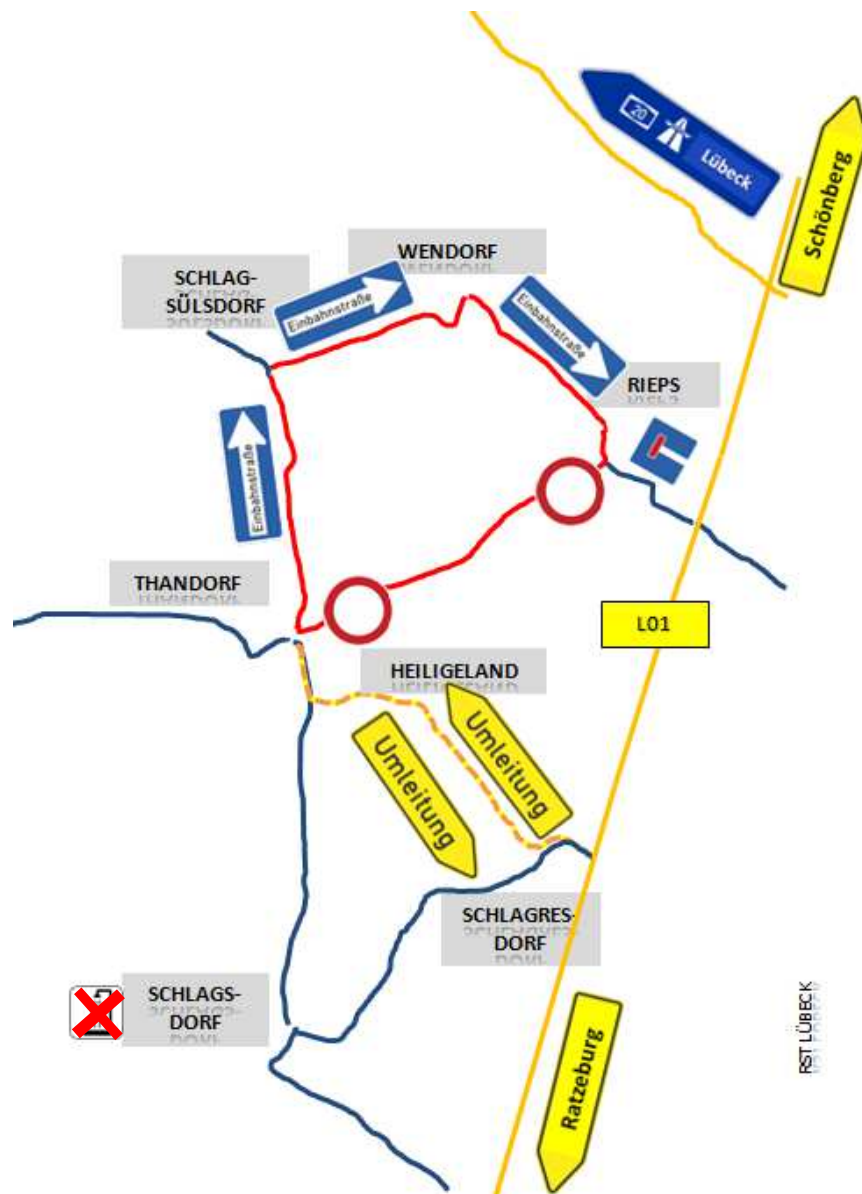 20
Lübeck
Schönberg
WENDORF
SCHLAG-
SÜLSDORF
Einbahnstraße
Einbahnstraße
RIEPS
Einbahnstraße
THANDORF
L01
HEILIGELAND
Umleitung
Umleitung
SCHLAGRES-
DORF
SCHLAGS-
DORF
Ratzeburg
RST LÜBECK